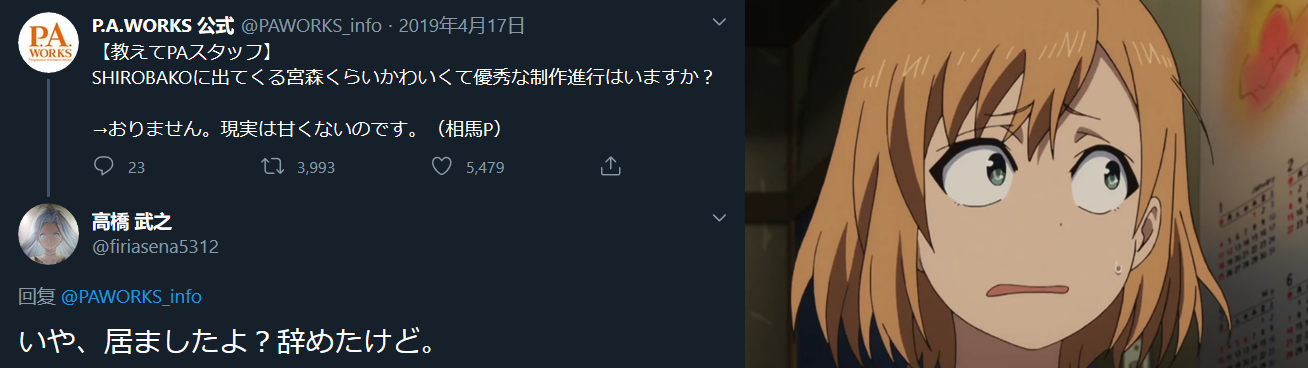 P.A.WORKS 公式 @PAWORKS_info · 2019年4月17日
P.A.
WORKS
【教えてPAスタッフ】
SHIROBAKOに出てくる宮森くらいかわいくて優秀な制作進行はいますか？
→おりません。現実は甘くないのです。（相馬P）
23 3,993 5,479
高橋 武之
@firiasena5312
回复 @PAWORKS_info
いや、居ましたよ？辞めたけど。
1
2
6